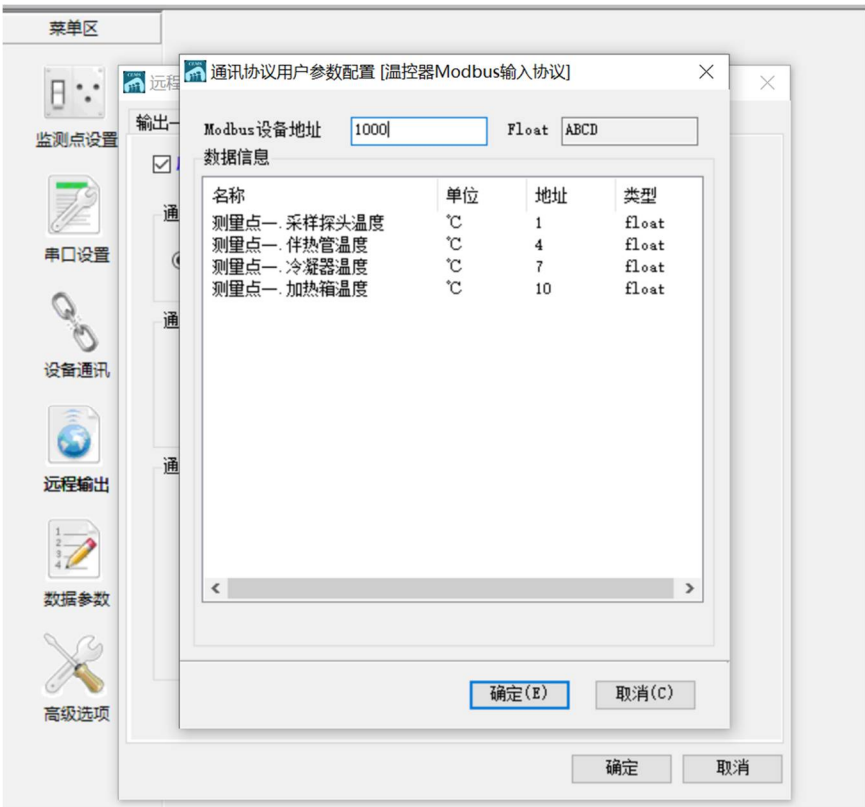 菜单区
监测点设置
串口设置
设备通讯
远程输出
数据参数
高级选项
远程
输出一
通
通
通
通讯协议用户参数配置 [温控器Modbus输入协议]
Modbus设备地址 1000 Float ABCD
数据信息
名称 单位 地址 类型
测量点一.采样探头温度 ℃ 1 float
测量点一.伴热管温度 ℃ 4 float
测量点一.冷凝器温度 ℃ 7 float
测量点一.加热箱温度 ℃ 10 float
确定(E) 取消(C)
确定 取消